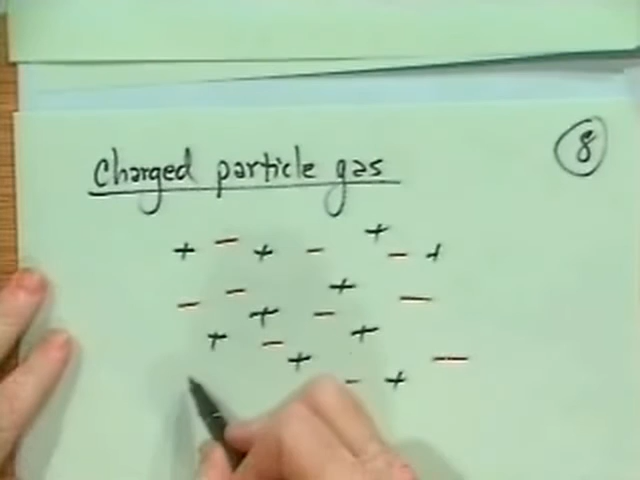 charged particle gas
8
+ − + − + − +
− − + − + −
+ − + + −
− +